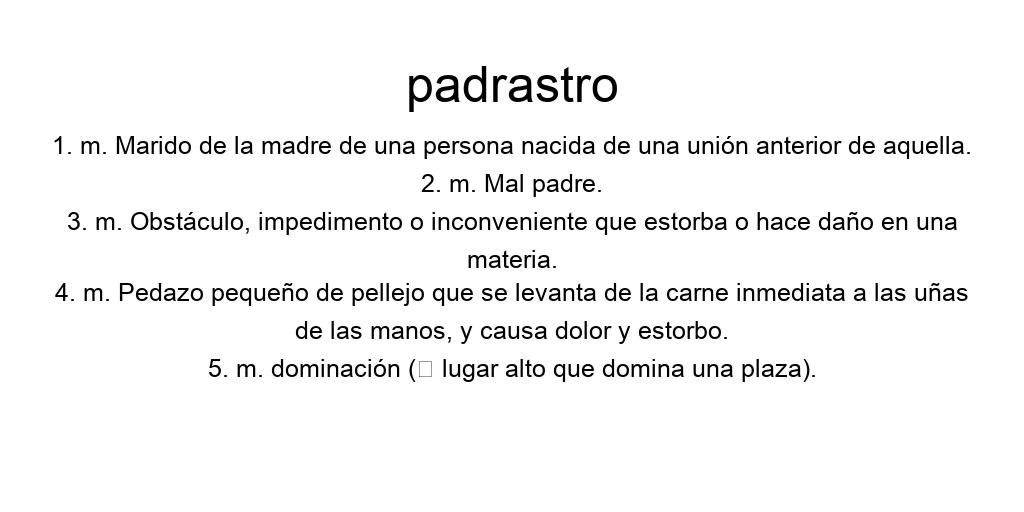 padrastro
1. m. Marido de la madre de una persona nacida de una unión anterior de aquella.
2. m. Mal padre.
3. m. Obstáculo, impedimento o inconveniente que estorba o hace daño en una
materia.
4. m. Pedazo pequeño de pellejo que se levanta de la carne inmediata a las uñas
de las manos, y causa dolor y estorbo.
5. m. dominación (□ lugar alto que domina una plaza).